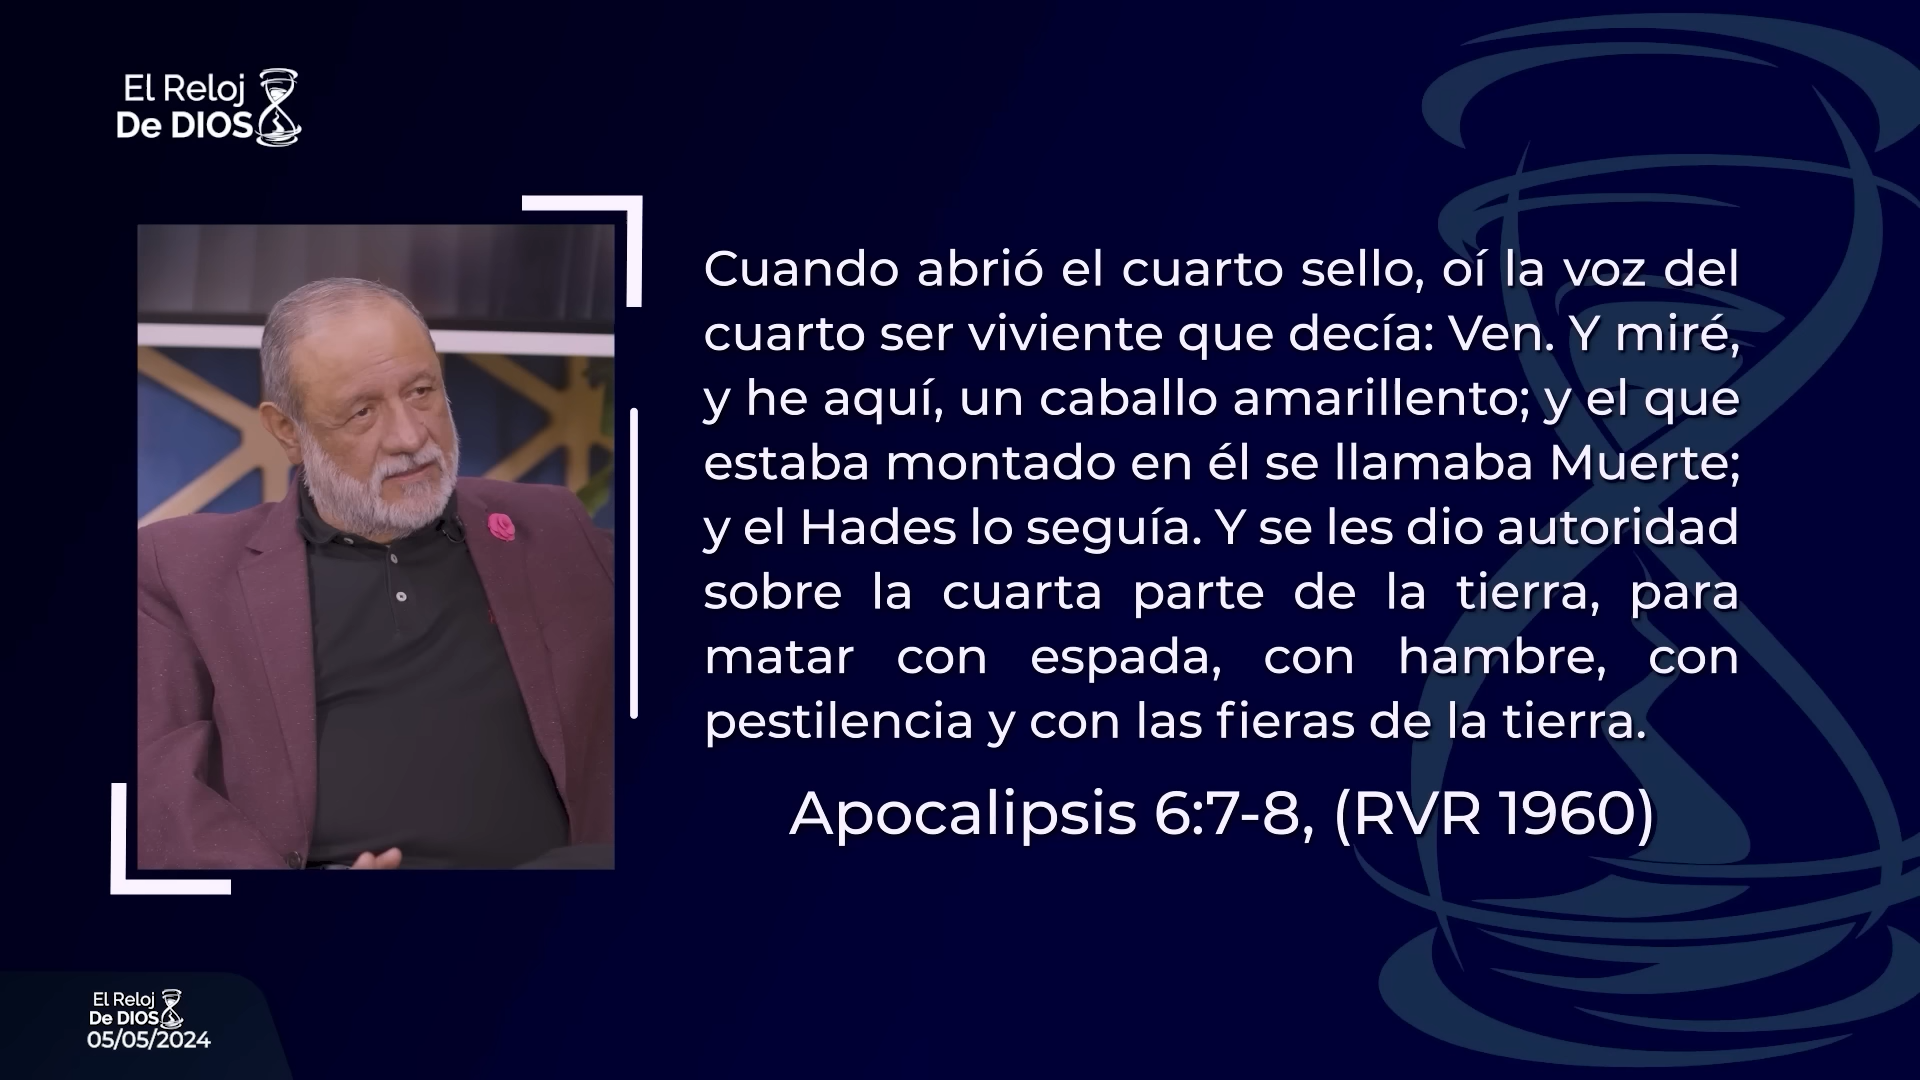 El Reloj
De DIOS
Cuando abrió el cuarto sello, oí la voz del
cuarto ser viviente que decía: Ven. Y miré,
y he aquí, un caballo amarillento; y el que
estaba montado en él se llamaba Muerte;
y el Hades lo seguía. Y se les dio autoridad
sobre la cuarta parte de la tierra, para
matar con espada, con hambre, con
pestilencia y con las fieras de la tierra.
Apocalipsis 6:7-8, (RVR 1960)
El Reloj
De DIOS
05/05/2024